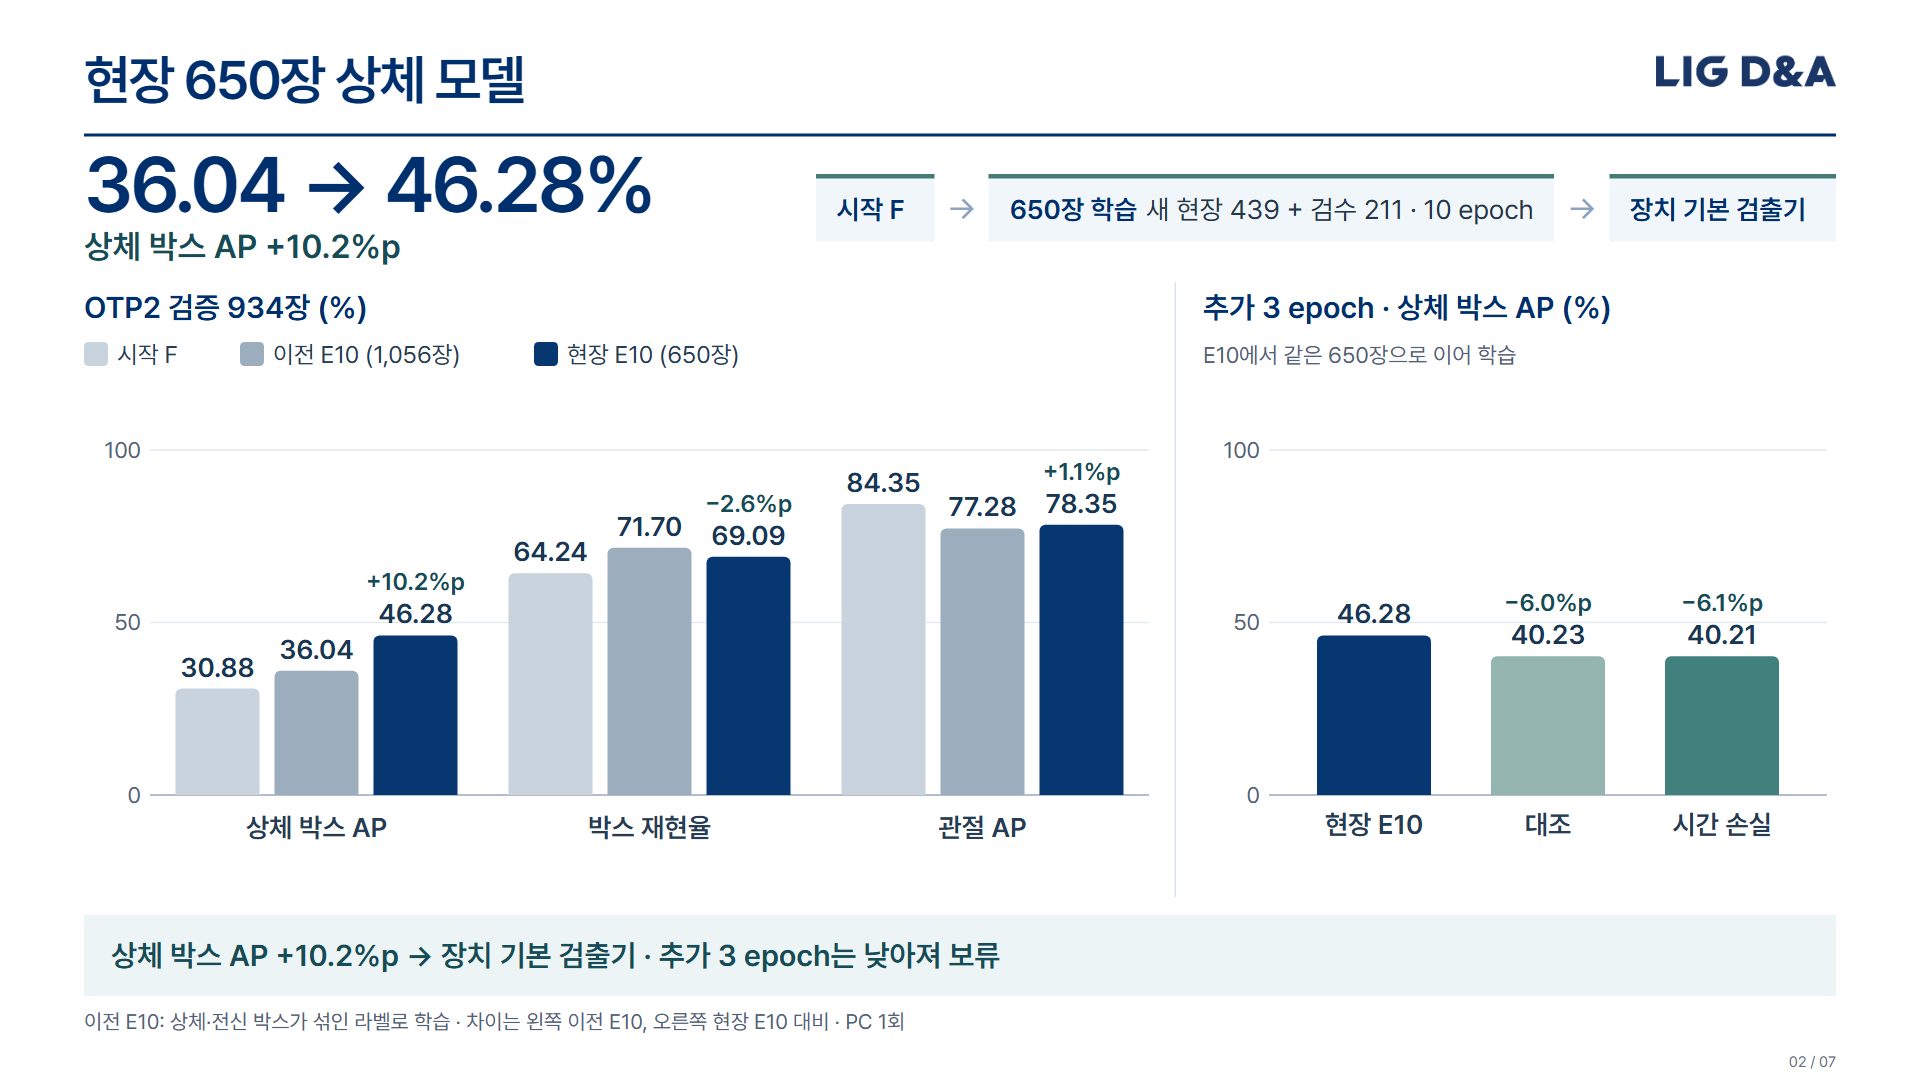 현장 650장 상체 모델
LIG D&A
36.04 → 46.28%
상체 박스 AP +10.2%p
시작 F → 650장 학습 새 현장 439 + 검수 211 · 10 epoch → 장치 기본 검출기
OTP2 검증 934장 (%)
시작 F 이전 E10 (1,056장) 현장 E10 (650장)
100
50
0
30.88
36.04
+10.2%p
46.28
64.24
71.70
−2.6%p
69.09
84.35
77.28
+1.1%p
78.35
상체 박스 AP 박스 재현율 관절 AP
추가 3 epoch · 상체 박스 AP (%)
E10에서 같은 650장으로 이어 학습
100
50
0
46.28
−6.0%p
40.23
−6.1%p
40.21
현장 E10 대조 시간 손실
상체 박스 AP +10.2%p → 장치 기본 검출기 · 추가 3 epoch는 낮아져 보류
이전 E10: 상체·전신 박스가 섞인 라벨로 학습 · 차이는 왼쪽 이전 E10, 오른쪽 현장 E10 대비 · PC 1회
02 / 07